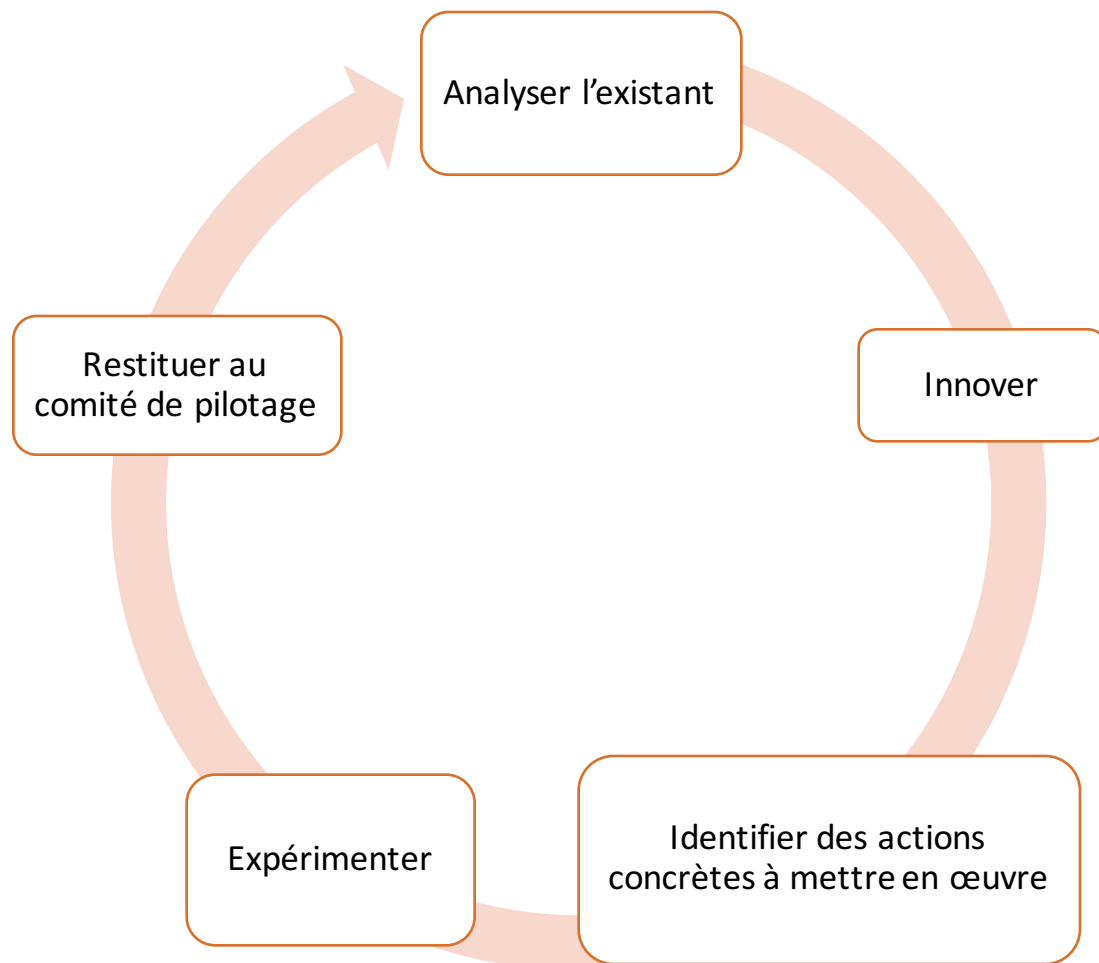 Analyser l’existant
Innover
Identifier des actions
concrètes à mettre en œuvre
Expérimenter
Restituer au
comité de pilotage